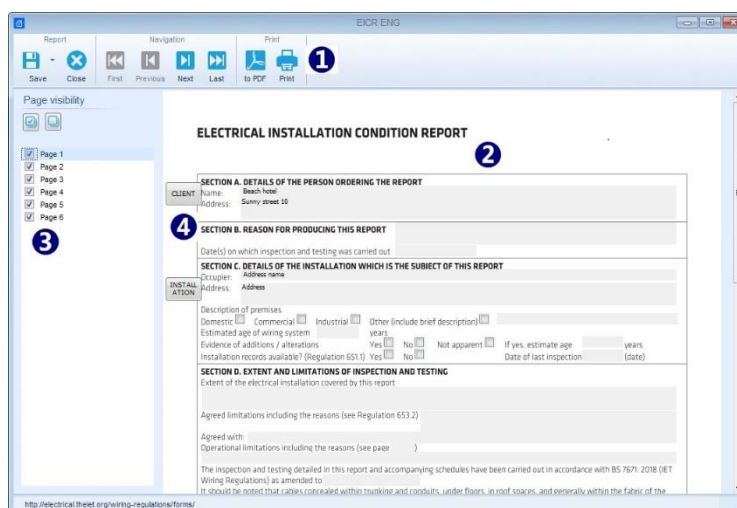 EICR ENG
Report Navigation Print
Save Close First Previous Next Last to PDF Print
1
Page visibility
Page 1
Page 2
Page 3
Page 4
Page 5
Page 6
3
ELECTRICAL INSTALLATION CONDITION REPORT
2
SECTION A. DETAILS OF THE PERSON ORDERING THE REPORT
CLIENT
Name: Beach hotel
Address: Sunny street 10
4
SECTION B. REASON FOR PRODUCING THIS REPORT
Date(s) on which inspection and testing was carried out
SECTION C. DETAILS OF THE INSTALLATION WHICH IS THE SUBJECT OF THIS REPORT
Occupier: Address name
INSTALL
ATION
Address: Address
Description of premises
Domestic Commercial Industrial Other (include brief description)
Estimated age of wiring system years
Evidence of additions / alterations Yes No Not apparent If yes, estimate age years
Installation records available? (Regulation 651.1) Yes No Date of last inspection (date)
SECTION D. EXTENT AND LIMITATIONS OF INSPECTION AND TESTING
Extent of the electrical installation covered by this report
Agreed limitations including the reasons (see Regulation 653.2)
Agreed with:
Operational limitations including the reasons (see page )
The inspection and testing detailed in this report and accompanying schedules have been carried out in accordance with BS 7671: 2018 (IET
Wiring Regulations) as amended to
It should be noted that cables concealed within trunking and conduits, under floors, in roof spaces, and generally within the fabric of the
http://electrical.theiet.org/wiring-regulations/forms/